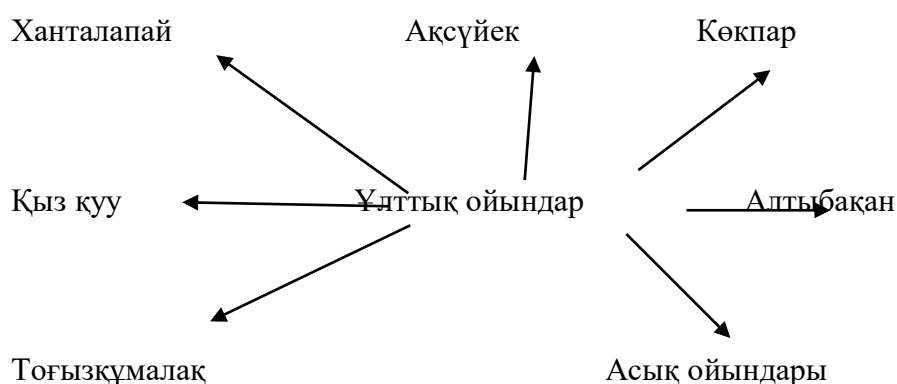 Ханталапай Ақсүйек Көкпар
Қыз қуу Ұлттық ойындар Алтыбақан
Тоғызқұмалақ Асық ойындары